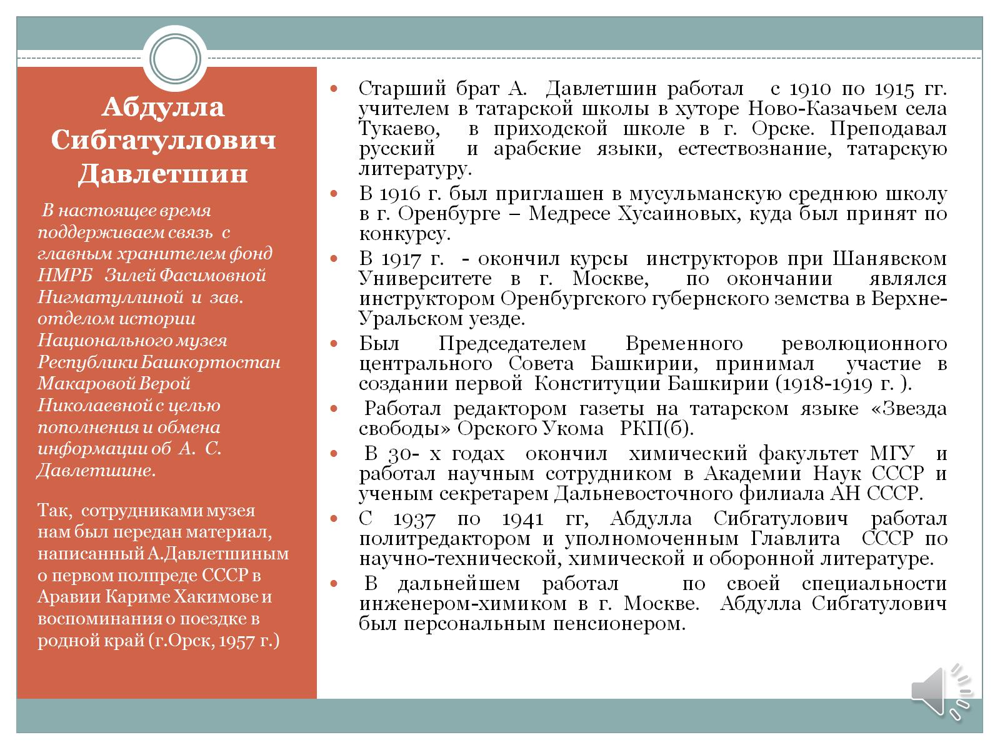 Абдулла
Сибгатуллович
Давлетшин
В настоящее время
поддерживаем связь с
главным хранителем фонд
НМРБ Зилей Фасимовной
Нигматуллиной и зав.
отделом истории
Национального музея
Республики Башкортостан
Макаровой Верой
Николаевной с целью
пополнения и обмена
информации об А. С.
Давлетшине.
Так, сотрудниками музея
нам был передан материал,
написанный А.Давлетшиным
о первом полпреде СССР в
Аравии Кариме Хакимове и
воспоминания о поездке в
родной край (г.Орск, 1957 г.)
• Старший брат А. Давлетшин работал с 1910 по 1915 гг.
учителем в татарской школы в хуторе Ново-Казачьем села
Тукаево, в приходской школе в г. Орске. Преподавал
русский и арабские языки, естествознание, татарскую
литературу.
• В 1916 г. был приглашен в мусульманскую среднюю школу
в г. Оренбурге – Медресе Хусаиновых, куда был принят по
конкурсу.
• В 1917 г. - окончил курсы инструкторов при Шанявском
Университете в г. Москве, по окончании являлся
инструктором Оренбургского губернского земства в Верхне-
Уральском уезде.
• Был Председателем Временного революционного
центрального Совета Башкирии, принимал участие в
создании первой Конституции Башкирии (1918-1919 г. ).
• Работал редактором газеты на татарском языке «Звезда
свободы» Орского Укома РКП(б).
• В 30- х годах окончил химический факультет МГУ и
работал научным сотрудником в Академии Наук СССР и
ученым секретарем Дальневосточного филиала АН СССР.
• С 1937 по 1941 гг, Абдулла Сибгатулович работал
политредактором и уполномоченным Главлита СССР по
научно-технической, химической и оборонной литературе.
• В дальнейшем работал по своей специальности
инженером-химиком в г. Москве. Абдулла Сибгатулович
был персональным пенсионером.